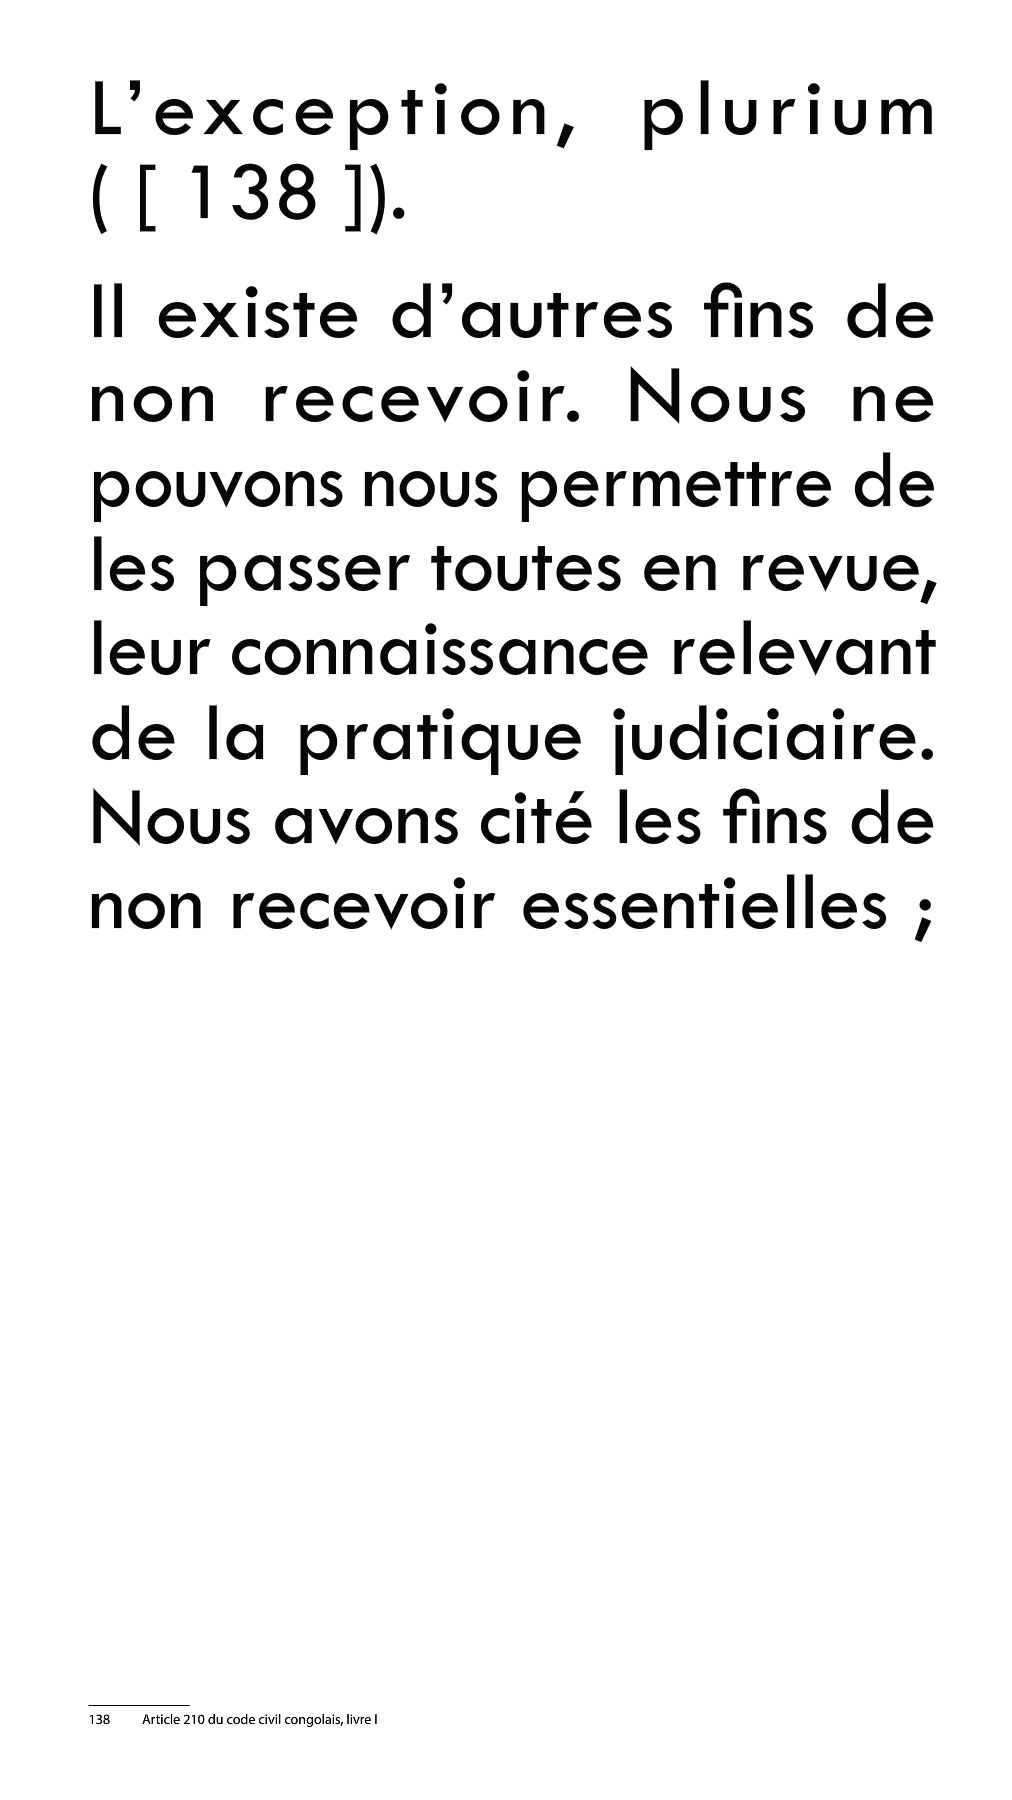 L’exception, plurium
( [ 138 ]).
Il existe d’autres fins de
non recevoir. Nous ne
pouvons nous permettre de
les passer toutes en revue,
leur connaissance relevant
de la pratique judiciaire.
Nous avons cité les fins de
non recevoir essentielles ;
138 Article 210 du code civil congolais, livre I